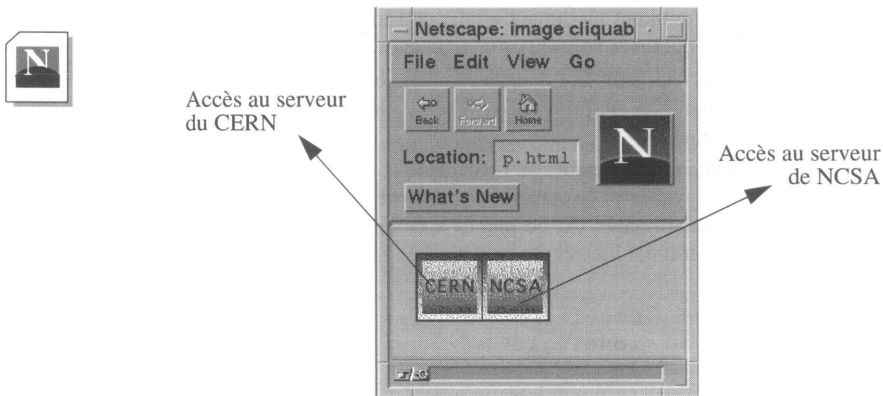 N
Netscape: image cliquab
File Edit View Go
Back Forward Home
N
Location: p.html
What's New
Accès au serveur
du CERN
Accès au serveur
de NCSA
CERN NCSA